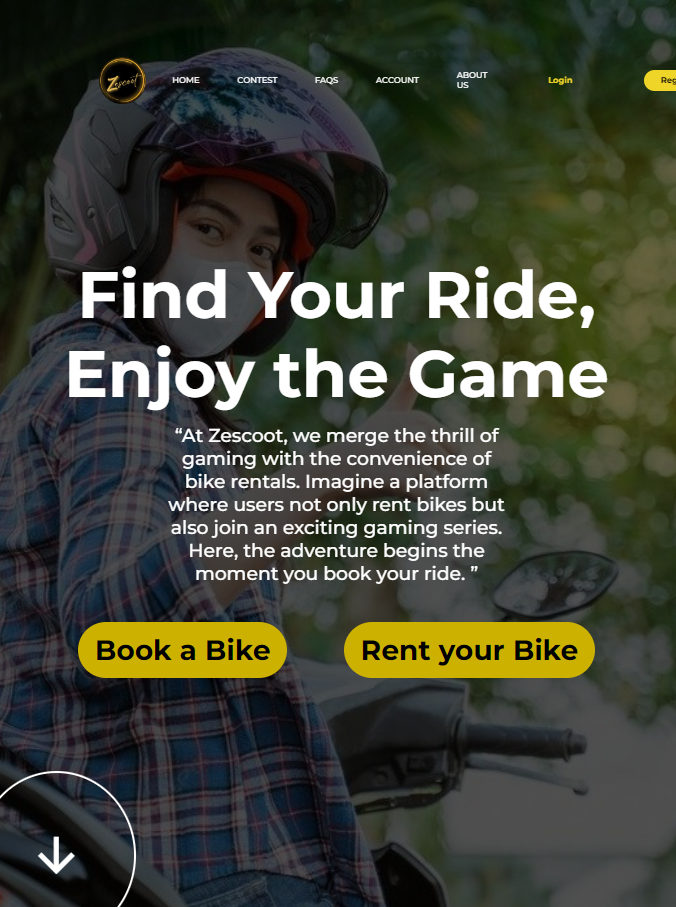 Zescoot
HOME
CONTEST
FAQS
ACCOUNT
ABOUT
US
Login
Reg
Find Your Ride,
Enjoy the Game
“At Zescoot, we merge the thrill of
gaming with the convenience of
bike rentals. Imagine a platform
where users not only rent bikes but
also join an exciting gaming series.
Here, the adventure begins the
moment you book your ride. ”
Book a Bike
Rent your Bike